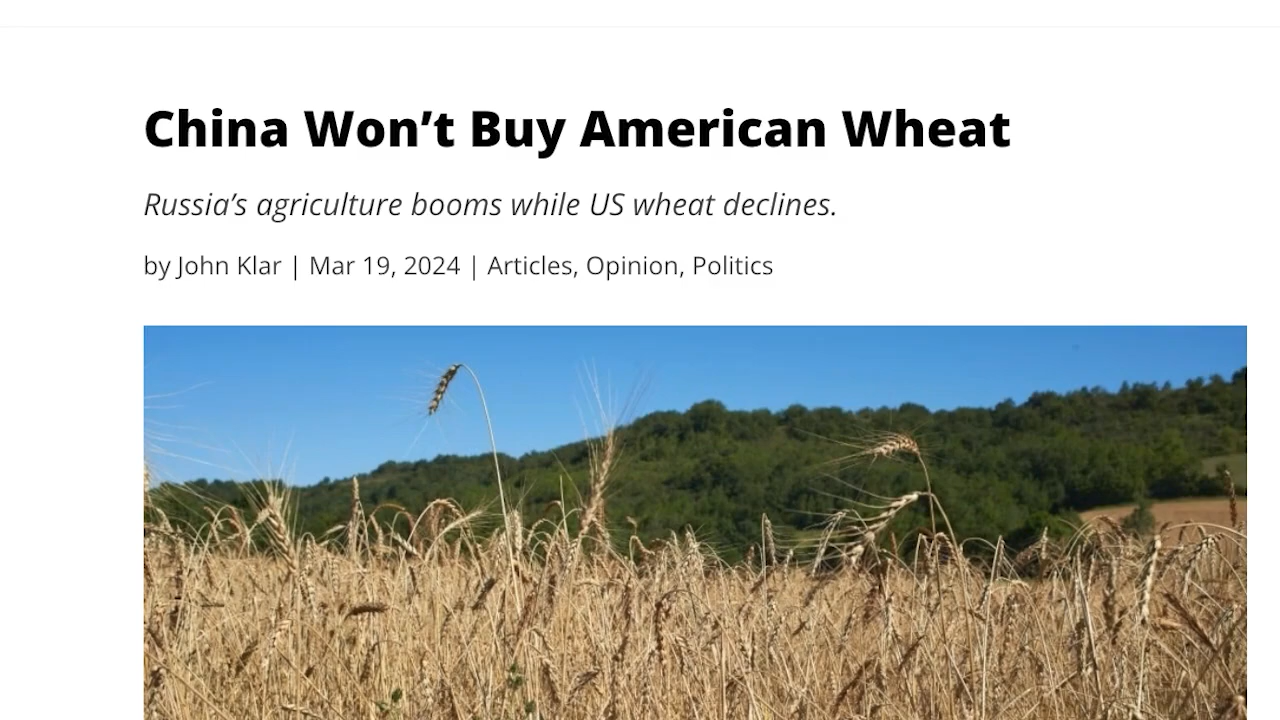 China Won’t Buy American Wheat
Russia’s agriculture booms while US wheat declines.
by John Klar | Mar 19, 2024 | Articles, Opinion, Politics